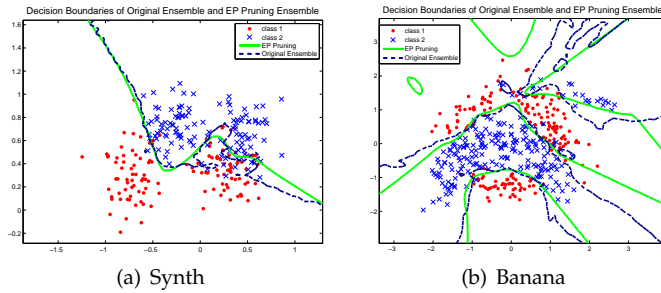 Decision Boundaries of Original Ensemble and EP Pruning Ensemble
class 1
class 2
EP Pruning
Original Ensemble
1.6
1.4
1.2
1
0.8
0.6
0.4
0.2
0
−0.2
−1.5
−1
−0.5
0
0.5
1
(a) Synth
Decision Boundaries of Original Ensemble and EP Pruning Ensemble
class 1
class 2
EP Pruning
Original Ensemble
3
2
1
0
−1
−2
−3
−2
−1
0
1
2
3
(b) Banana